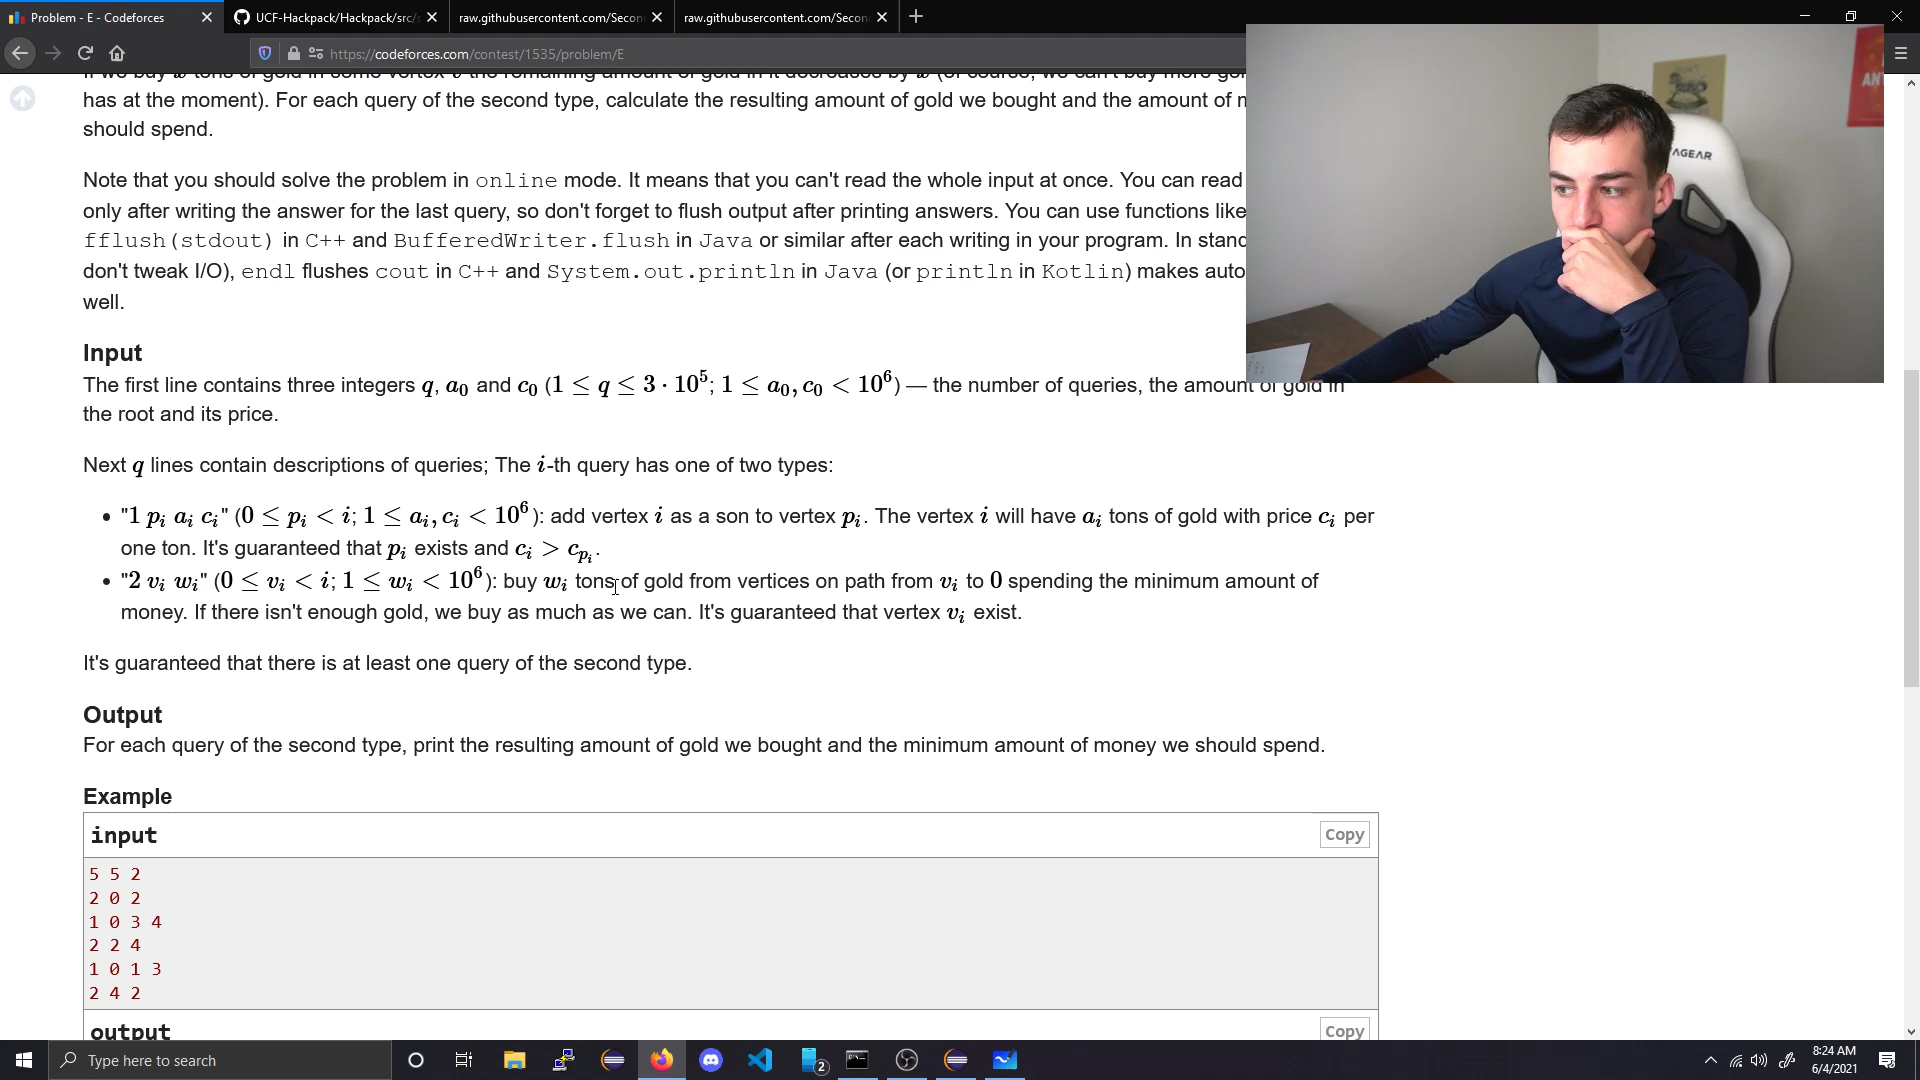 Problem - E - Codeforces
UCF-Hackpack/Hackpack/src/
raw.githubusercontent.com/Secon
raw.githubusercontent.com/Secon
https://codeforces.com/contest/1535/problem/E
has at the moment). For each query of the second type, calculate the resulting amount of gold we bought and the amount of
should spend.
Note that you should solve the problem in online mode. It means that you can't read the whole input at once. You can read
only after writing the answer for the last query, so don't forget to flush output after printing answers. You can use functions like
fflush(stdout) in C++ and BufferedWriter.flush in Java or similar after each writing in your program. In stand
don't tweak I/O), endl flushes cout in C++ and System.out.println in Java (or println in Kotlin) makes auto
well.
Input
The first line contains three integers q, a₀ and c₀ (1 ≤ q ≤ 3 · 10⁵; 1 ≤ a₀, c₀ < 10⁶) — the number of queries, the amount of gold in
the root and its price.
Next q lines contain descriptions of queries; The i-th query has one of two types:
• "1 pᵢ aᵢ cᵢ" (0 ≤ pᵢ < i; 1 ≤ aᵢ, cᵢ < 10⁶): add vertex i as a son to vertex pᵢ. The vertex i will have aᵢ tons of gold with price cᵢ per
one ton. It's guaranteed that pᵢ exists and cᵢ > c_{pᵢ}.
• "2 vᵢ wᵢ" (0 ≤ vᵢ < i; 1 ≤ wᵢ < 10⁶): buy wᵢ tons of gold from vertices on path from vᵢ to 0 spending the minimum amount of
money. If there isn't enough gold, we buy as much as we can. It's guaranteed that vertex vᵢ exist.
It's guaranteed that there is at least one query of the second type.
Output
For each query of the second type, print the resulting amount of gold we bought and the minimum amount of money we should spend.
Example
input
Copy
5 5 2
2 0 2
1 0 3 4
2 2 4
1 0 1 3
2 4 2
output
Copy
Type here to search
2
8:24 AM
6/4/2021